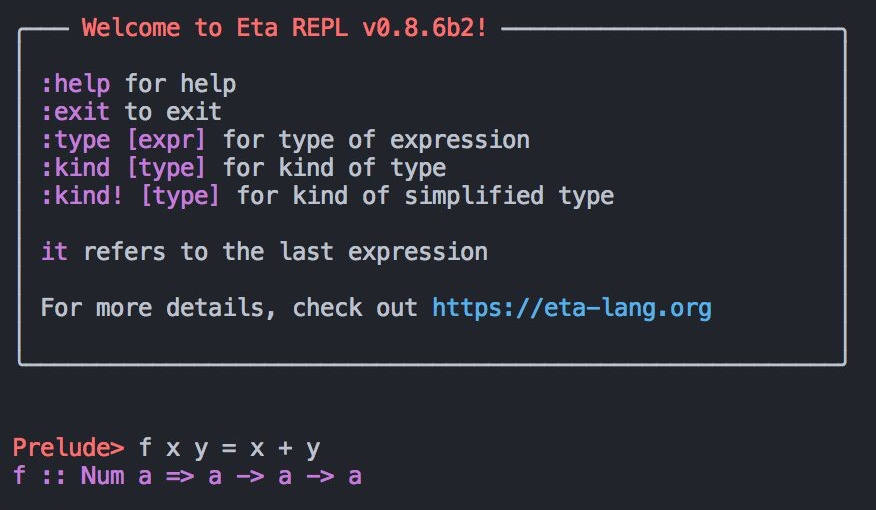 Welcome to Eta REPL v0.8.6b2!
:help for help
:exit to exit
:type [expr] for type of expression
:kind [type] for kind of type
:kind! [type] for kind of simplified type
it refers to the last expression
For more details, check out https://eta-lang.org
Prelude> f x y = x + y
f :: Num a => a -> a -> a